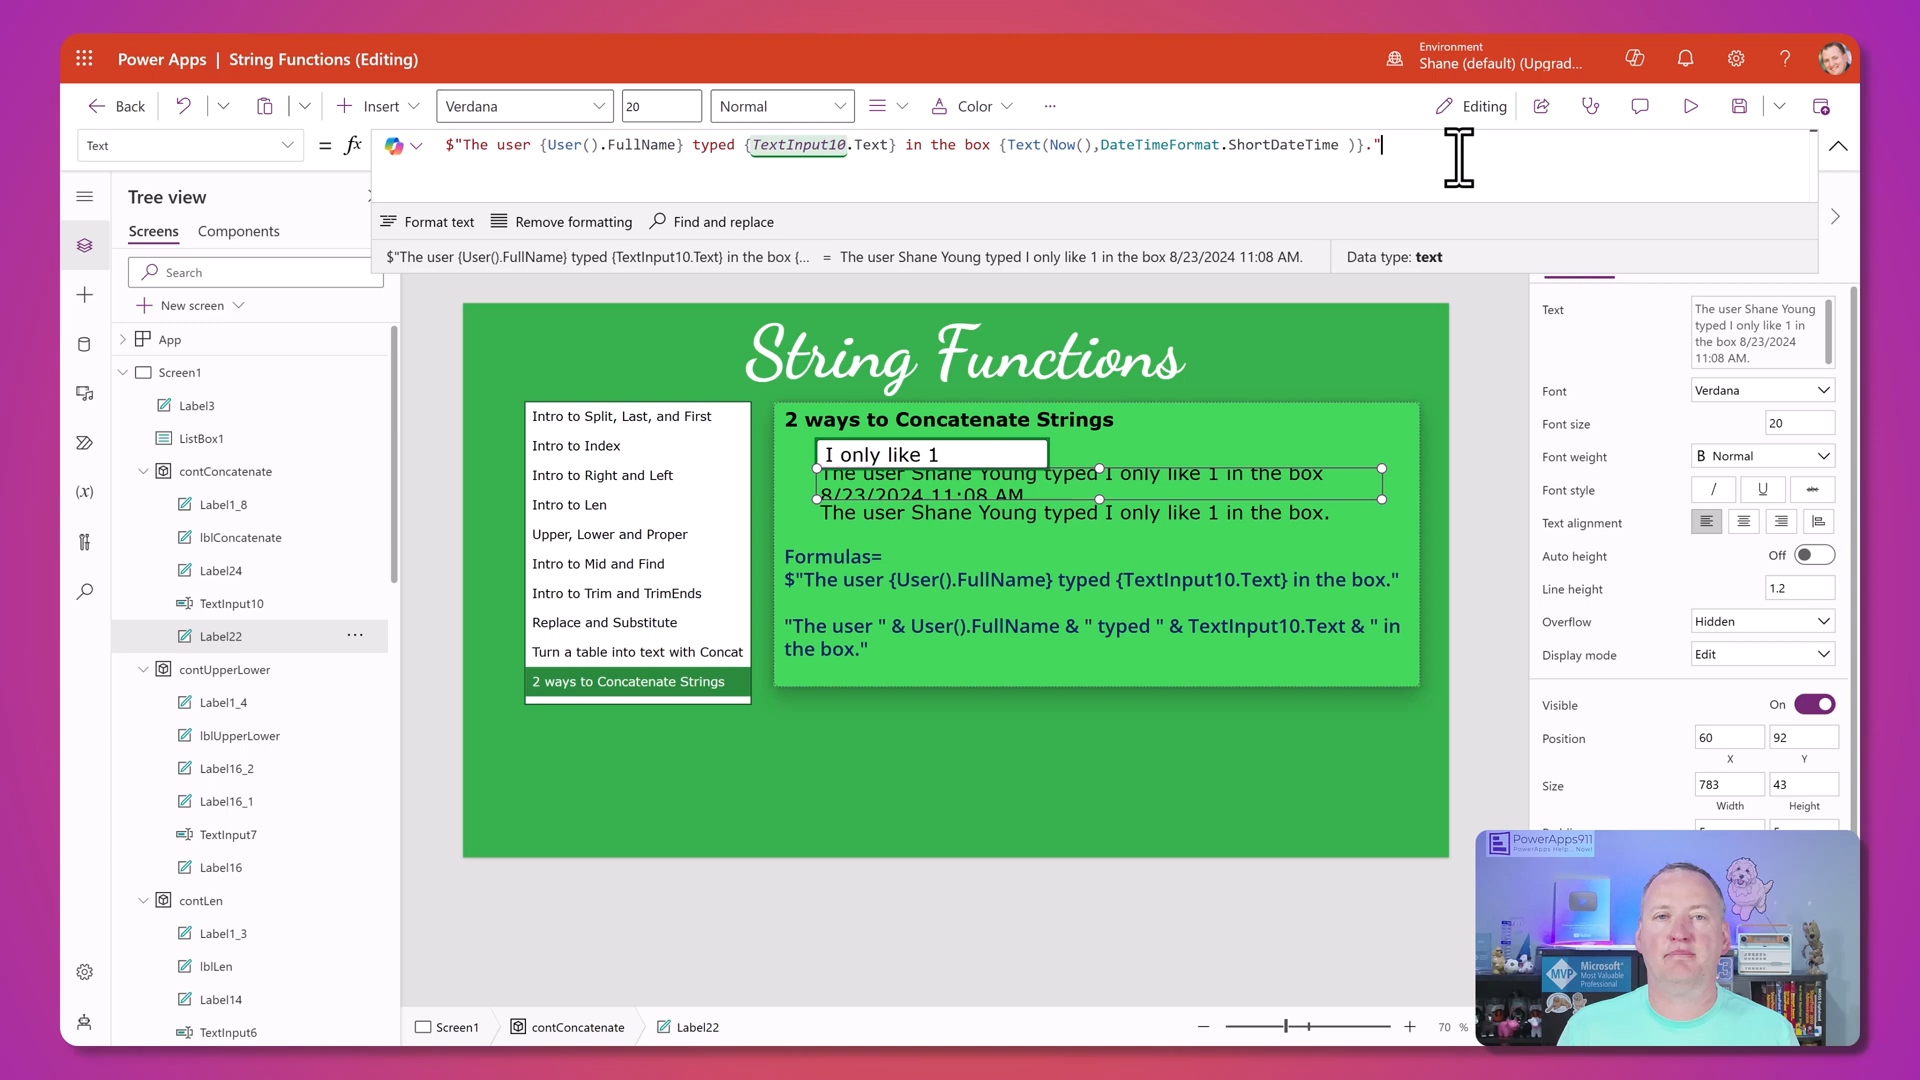 Power Apps | String Functions (Editing)
Environment
Shane (default) (Upgrad...
Back
Insert
Verdana
20
Normal
Color
Editing
Text
= fx
$"The user {User().FullName} typed {TextInput10.Text} in the box {Text(Now(),DateTimeFormat.ShortDateTime )}."
Format text
Remove formatting
Find and replace
$"The user {User().FullName} typed {TextInput10.Text} in the box {... = The user Shane Young typed I only like 1 in the box 8/23/2024 11:08 AM.
Data type: text
Tree view
Screens
Components
Search
New screen
App
Screen1
Label3
ListBox1
contConcatenate
Label1_8
lblConcatenate
Label24
TextInput10
Label22
contUpperLower
Label1_4
lblUpperLower
Label16_2
Label16_1
TextInput7
Label16
contLen
Label1_3
lblLen
Label14
TextInput6
String Functions
Intro to Split, Last, and First
Intro to Index
Intro to Right and Left
Intro to Len
Upper, Lower and Proper
Intro to Mid and Find
Intro to Trim and TrimEnds
Replace and Substitute
Turn a table into text with Concat
2 ways to Concatenate Strings
2 ways to Concatenate Strings
I only like 1
The user Shane Young typed I only like 1 in the box
8/23/2024 11:08 AM
The user Shane Young typed I only like 1 in the box.
Formulas=
$"The user {User().FullName} typed {TextInput10.Text} in the box."
"The user " & User().FullName & " typed " & TextInput10.Text & " in
the box."
Text
The user Shane Young
typed I only like 1 in
the box 8/23/2024
11:08 AM.
Font
Verdana
Font size
20
Font weight
B Normal
Font style
/ U abc
Text alignment
Auto height
Off
Line height
1.2
Overflow
Hidden
Display mode
Edit
Visible
On
Position
60
92
X
Y
Size
783
43
Width
Height
Screen1
contConcatenate
Label22
70 %
PowerApps911
PowerApps Help... Now!
MVP
Microsoft
Most Valuable
Professional